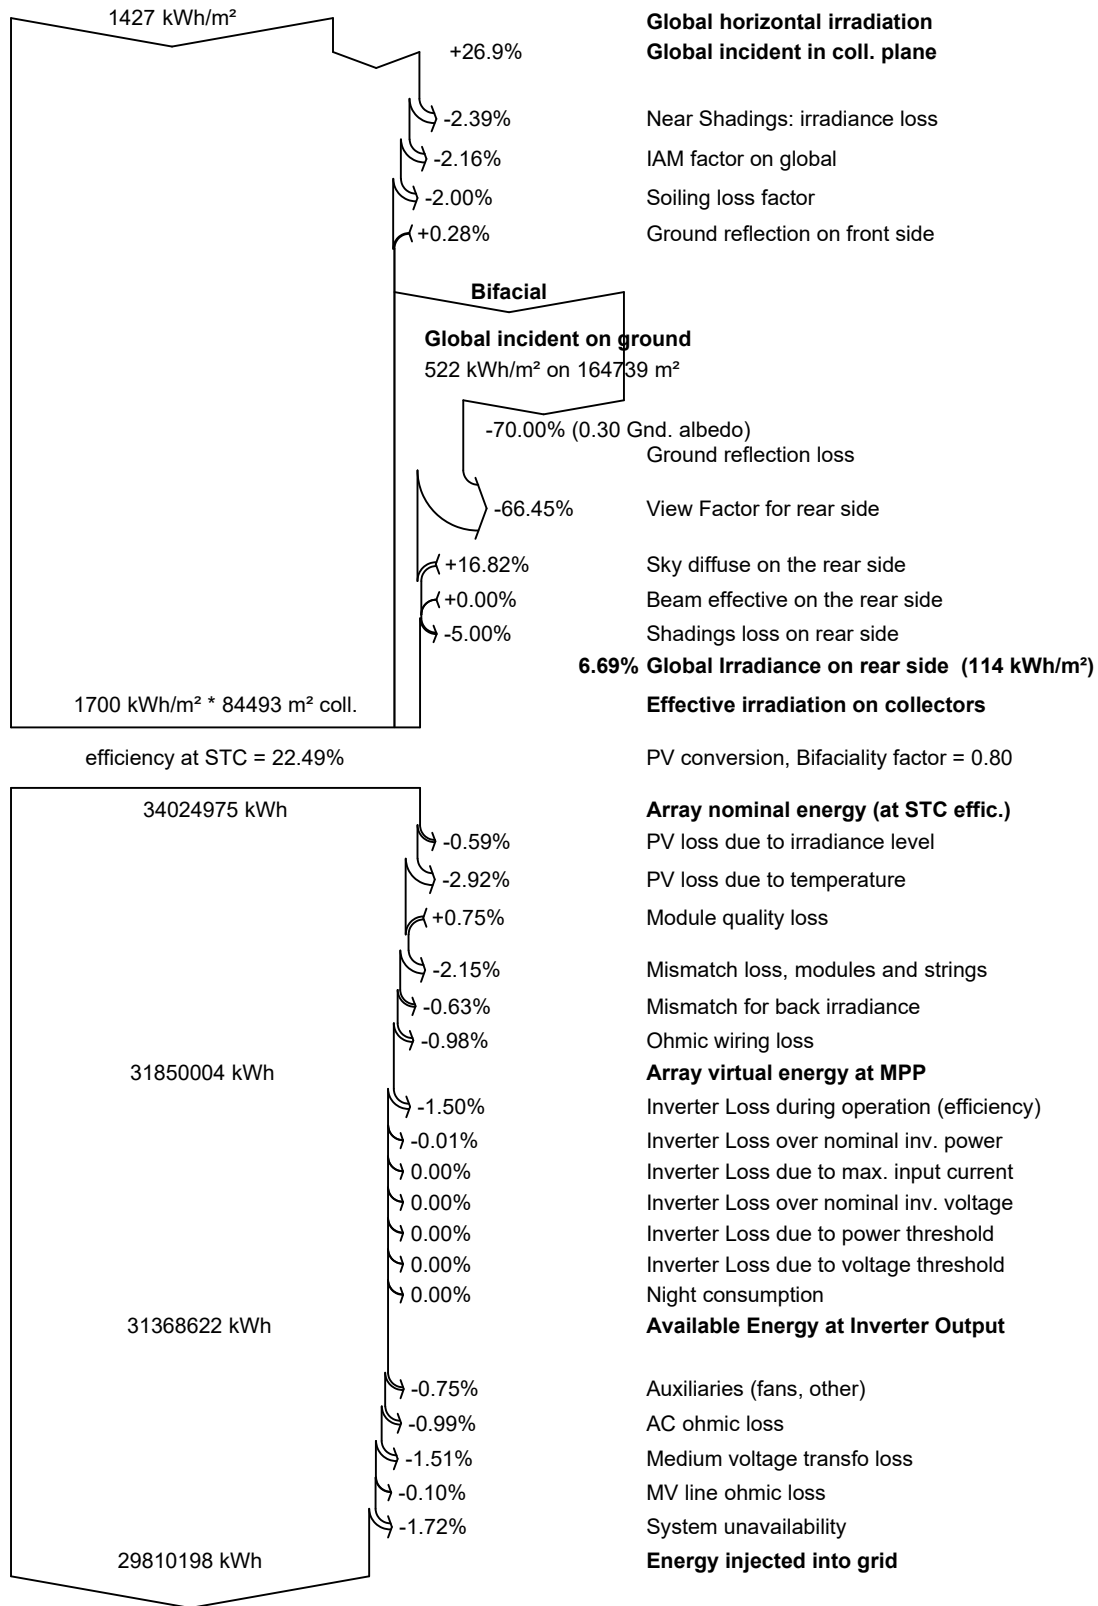 1427 kWh/m² Global horizontal irradiation
+26.9% Global incident in coll. plane
-2.39% Near Shadings: irradiance loss
-2.16% IAM factor on global
-2.00% Soiling loss factor
+0.28% Ground reflection on front side
Bifacial
Global incident on ground
522 kWh/m² on 164739 m²
-70.00% (0.30 Gnd. albedo)
Ground reflection loss
-66.45% View Factor for rear side
+16.82% Sky diffuse on the rear side
+0.00% Beam effective on the rear side
-5.00% Shadings loss on rear side
6.69% Global Irradiance on rear side (114 kWh/m²)
1700 kWh/m² * 84493 m² coll. Effective irradiation on collectors
efficiency at STC = 22.49% PV conversion, Bifaciality factor = 0.80
34024975 kWh Array nominal energy (at STC effic.)
-0.59% PV loss due to irradiance level
-2.92% PV loss due to temperature
+0.75% Module quality loss
-2.15% Mismatch loss, modules and strings
-0.63% Mismatch for back irradiance
-0.98% Ohmic wiring loss
31850004 kWh Array virtual energy at MPP
-1.50% Inverter Loss during operation (efficiency)
-0.01% Inverter Loss over nominal inv. power
0.00% Inverter Loss due to max. input current
0.00% Inverter Loss over nominal inv. voltage
0.00% Inverter Loss due to power threshold
0.00% Inverter Loss due to voltage threshold
0.00% Night consumption
31368622 kWh Available Energy at Inverter Output
-0.75% Auxiliaries (fans, other)
-0.99% AC ohmic loss
-1.51% Medium voltage transfo loss
-0.10% MV line ohmic loss
-1.72% System unavailability
29810198 kWh Energy injected into grid